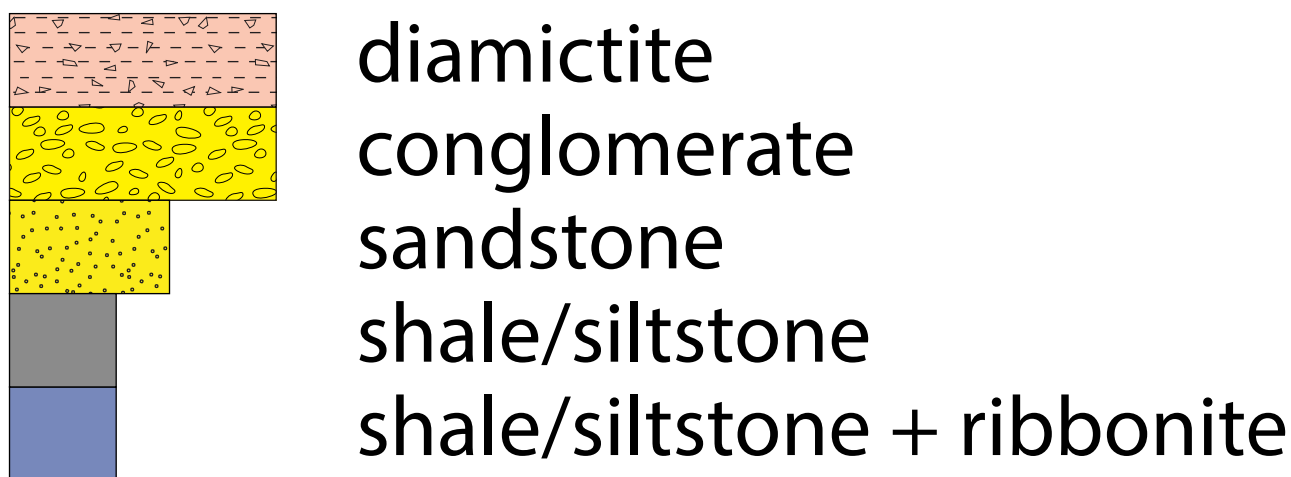 diamictite
conglomerate
sandstone
shale/siltstone
shale/siltstone + ribbonite